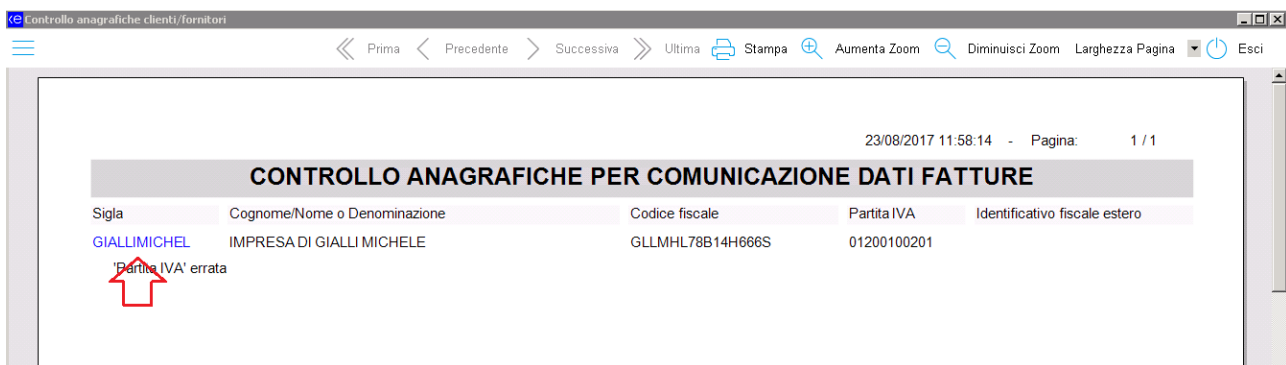 ke Controllo anagrafiche clienti/fornitori
Prima Precedente Successiva Ultima Stampa Aumenta Zoom Diminuisci Zoom Larghezza Pagina Esci
23/08/2017 11:58:14 - Pagina: 1 / 1
CONTROLLO ANAGRAFICHE PER COMUNICAZIONE DATI FATTURE
Sigla Cognome/Nome o Denominazione Codice fiscale Partita IVA Identificativo fiscale estero
GIALLIMICHEL IMPRESA DI GIALLI MICHELE GLLMHL78B14H666S 01200100201
'Partita IVA' errata